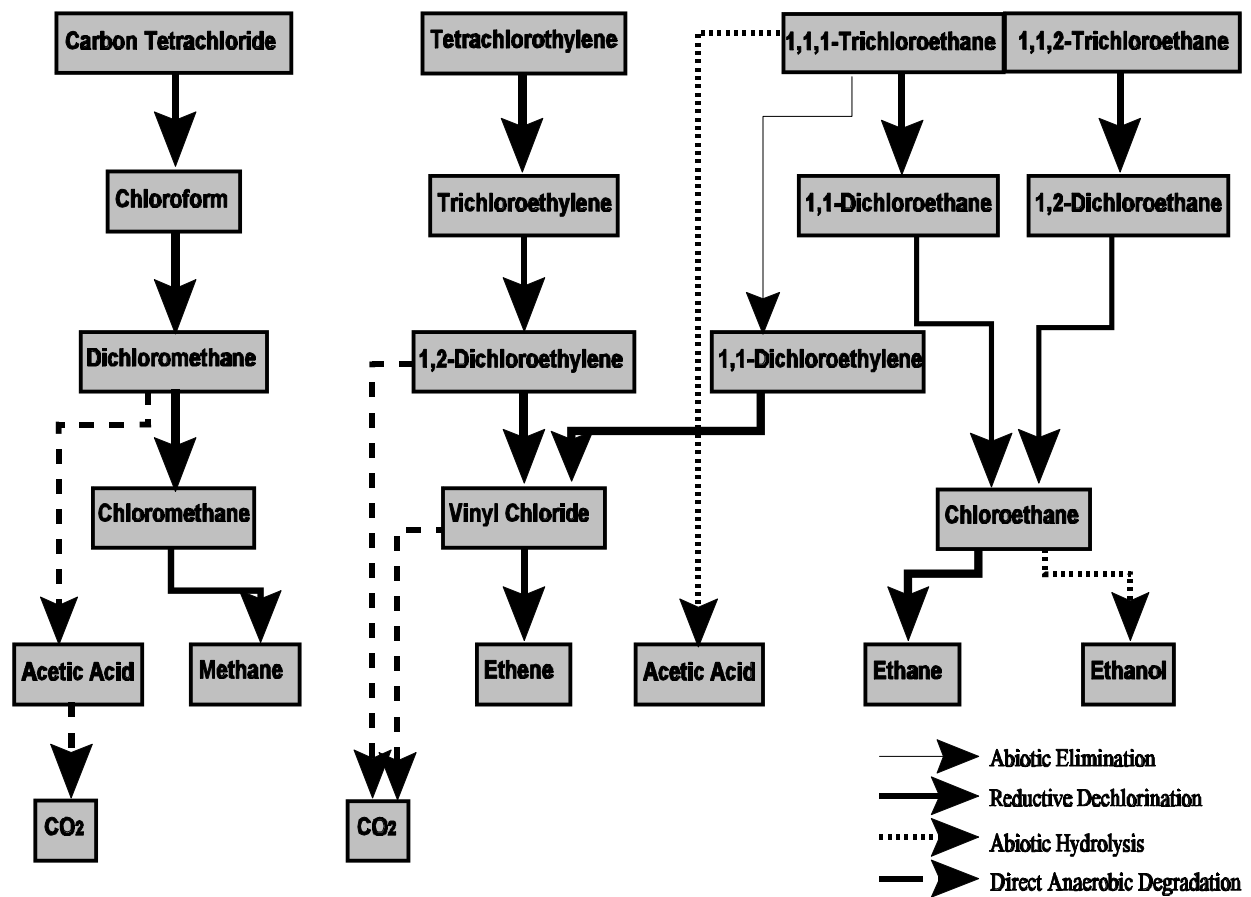 Carbon Tetrachloride
Tetrachlorothylene
1,1,1-Trichloroethane
1,1,2-Trichloroethane
Chloroform
Trichloroethylene
1,1-Dichloroethane
1,2-Dichloroethane
Dichloromethane
1,2-Dichloroethylene
1,1-Dichloroethylene
Chloromethane
Vinyl Chloride
Chloroethane
Acetic Acid
Methane
Ethene
Acetic Acid
Ethane
Ethanol
CO2
CO2
Abiotic Elimination
Reductive Dechlorination
Abiotic Hydrolysis
Direct Anaerobic Degradation